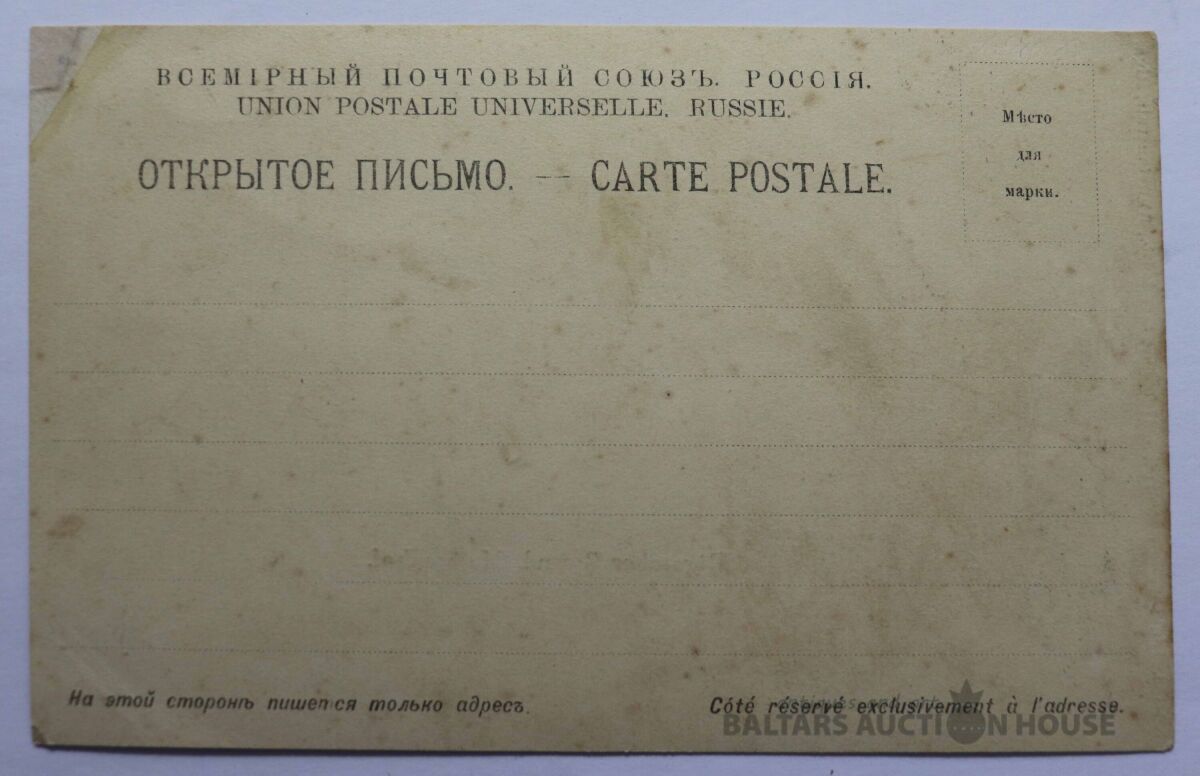 ВСЕМІРНЫЙ ПОЧТОВЫЙ СОЮЗЪ. РОССІЯ.
UNION POSTALE UNIVERSELLE. RUSSIE.
ОТКРЫТОЕ ПИСЬМО. — CARTE POSTALE.
Мѣсто
для
марки.
На этой сторонѣ пишется только адресъ.
Côté réservé exclusivement à l'adresse.
BALTARS AUCTION HOUSE